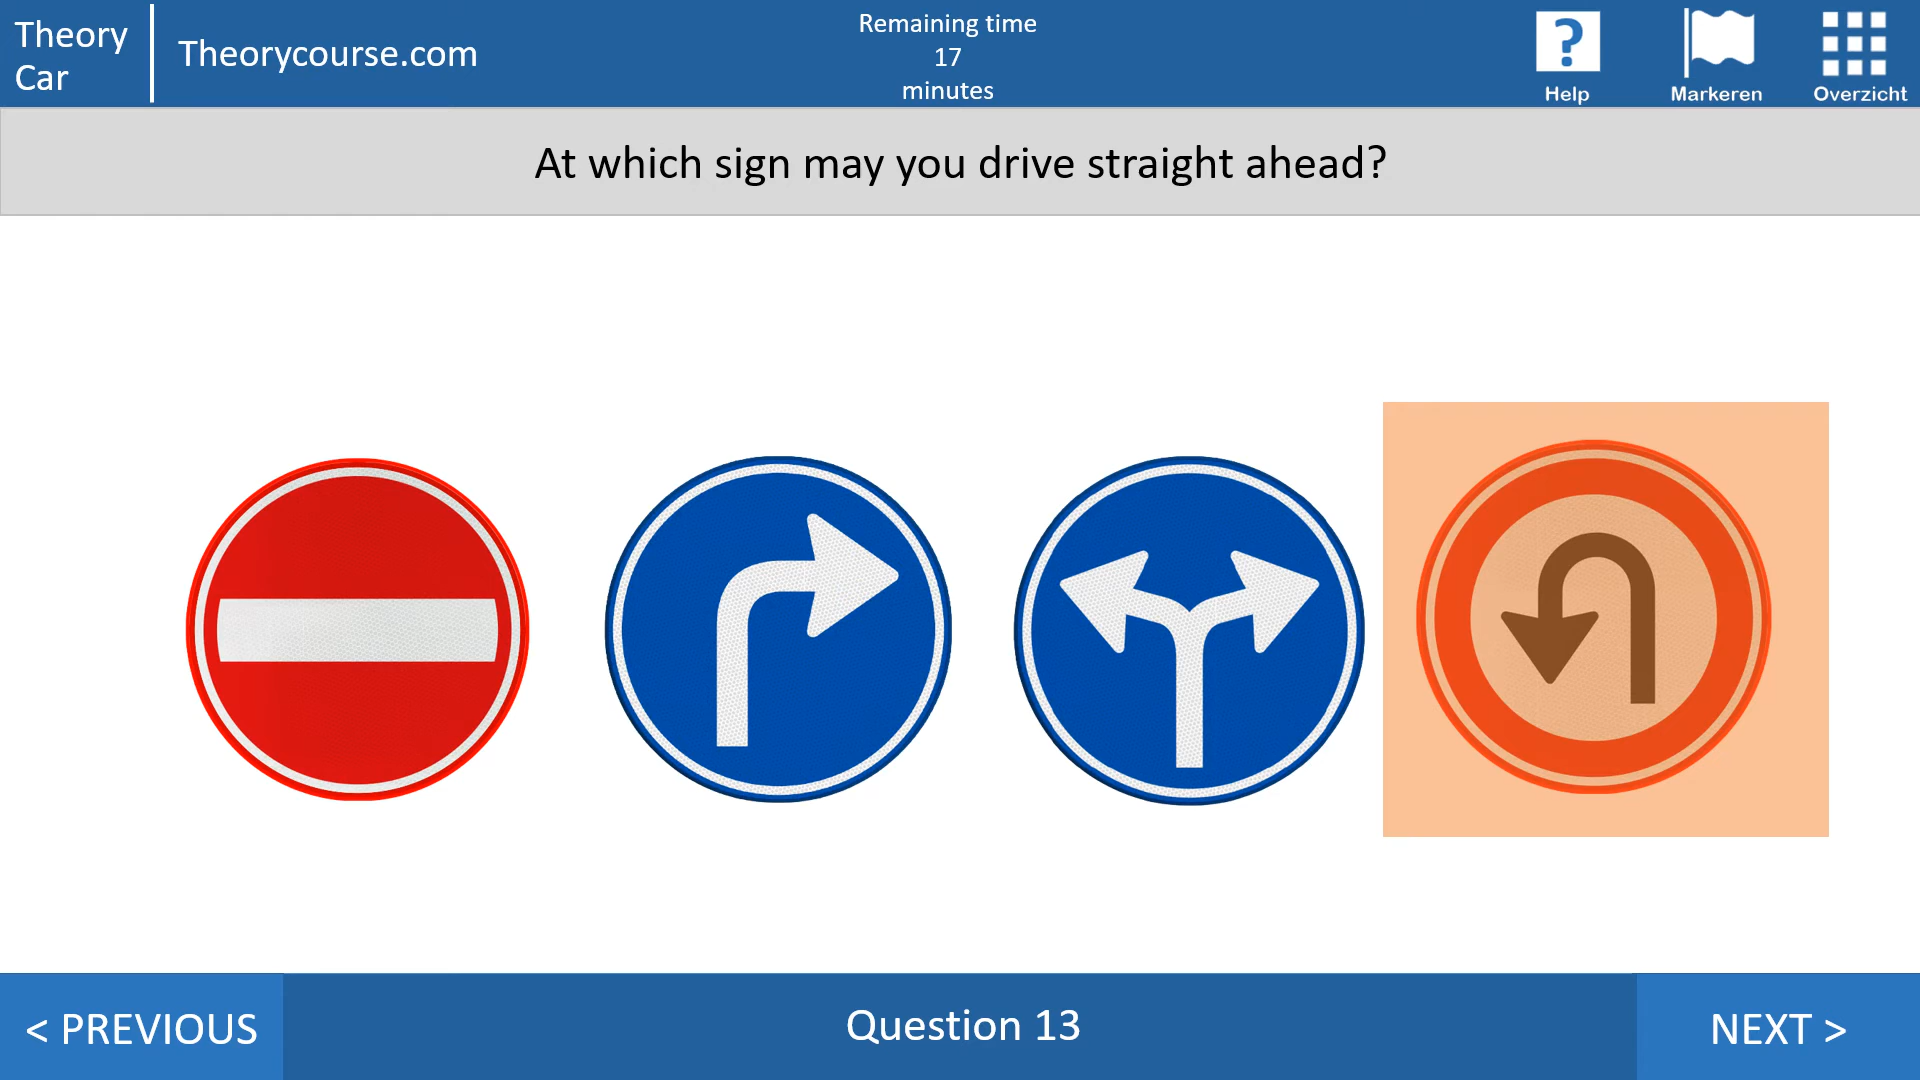 Theory
Car
Theorycourse.com
Remaining time
17
minutes
?
Help
Markeren
Overzicht
At which sign may you drive straight ahead?
< PREVIOUS
Question 13
NEXT >